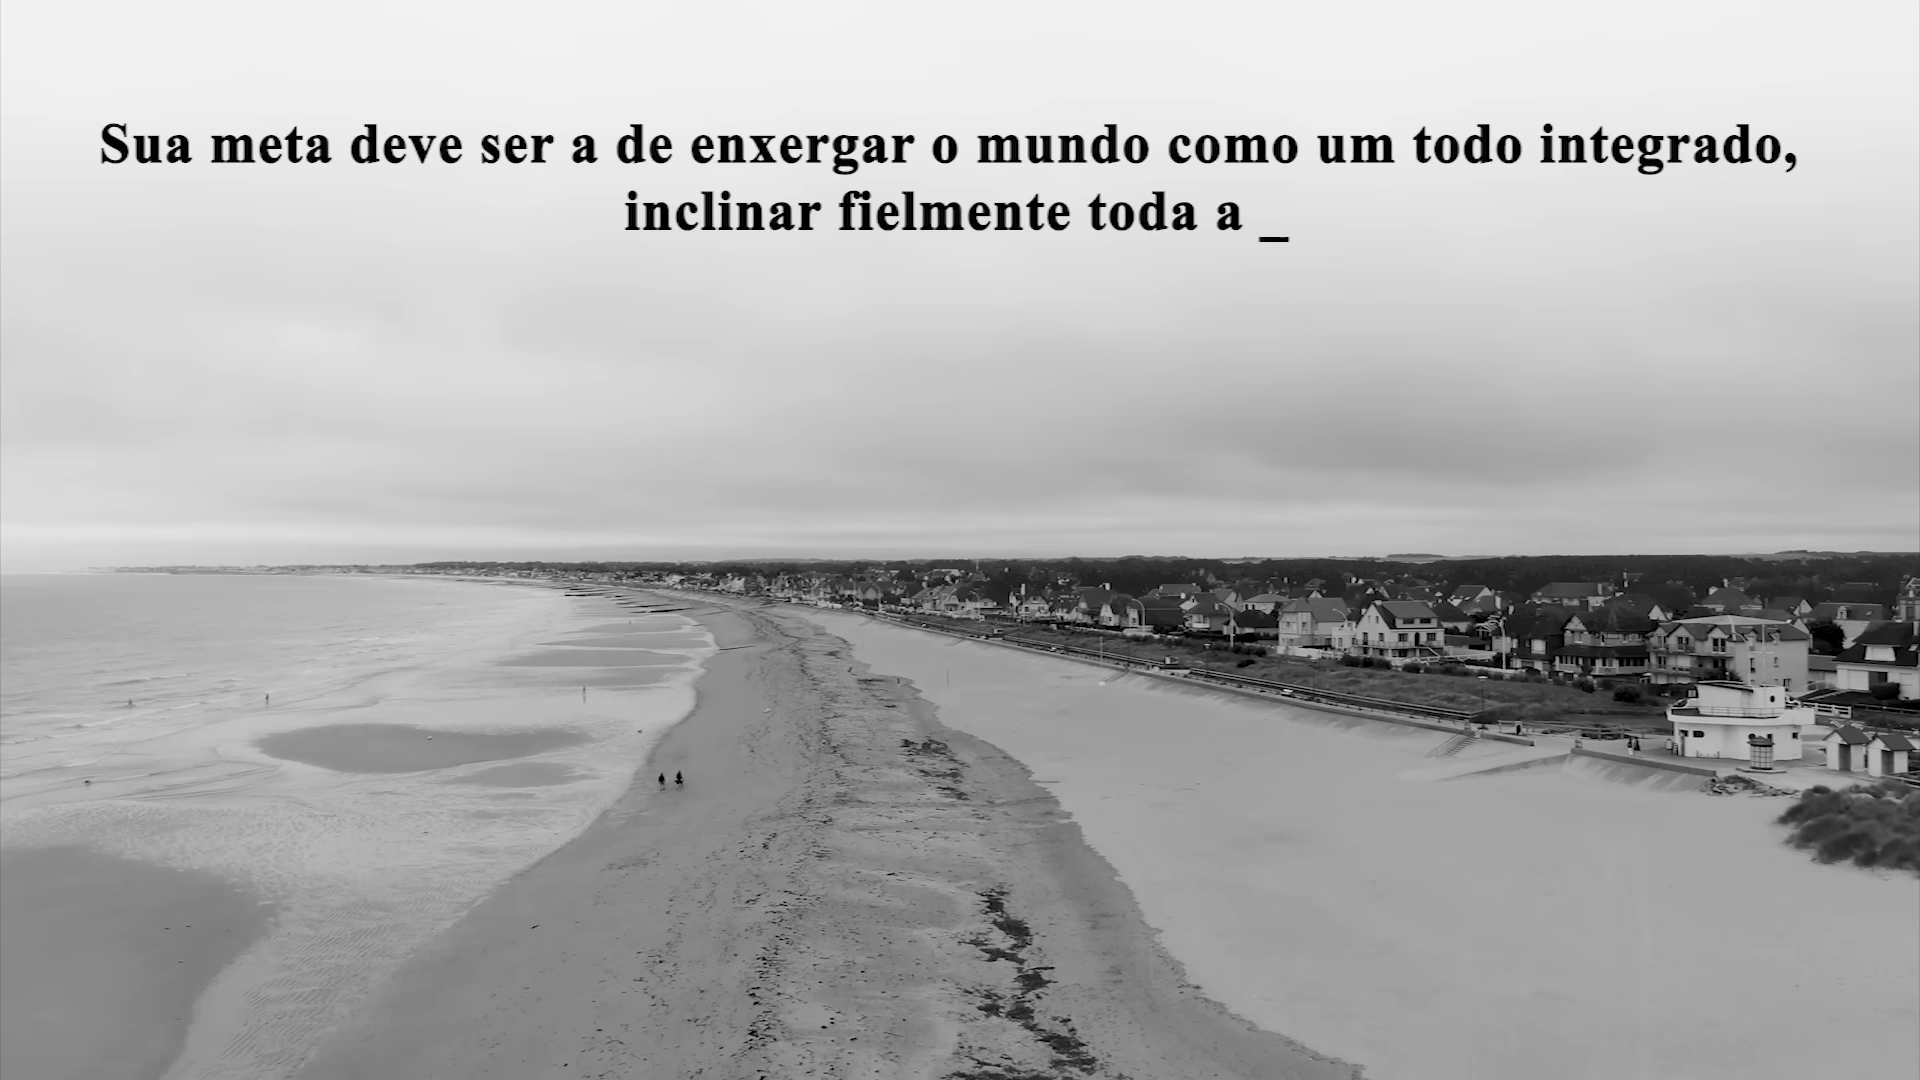 Sua meta deve ser a de enxergar o mundo como um todo integrado,
inclinar fielmente toda a _